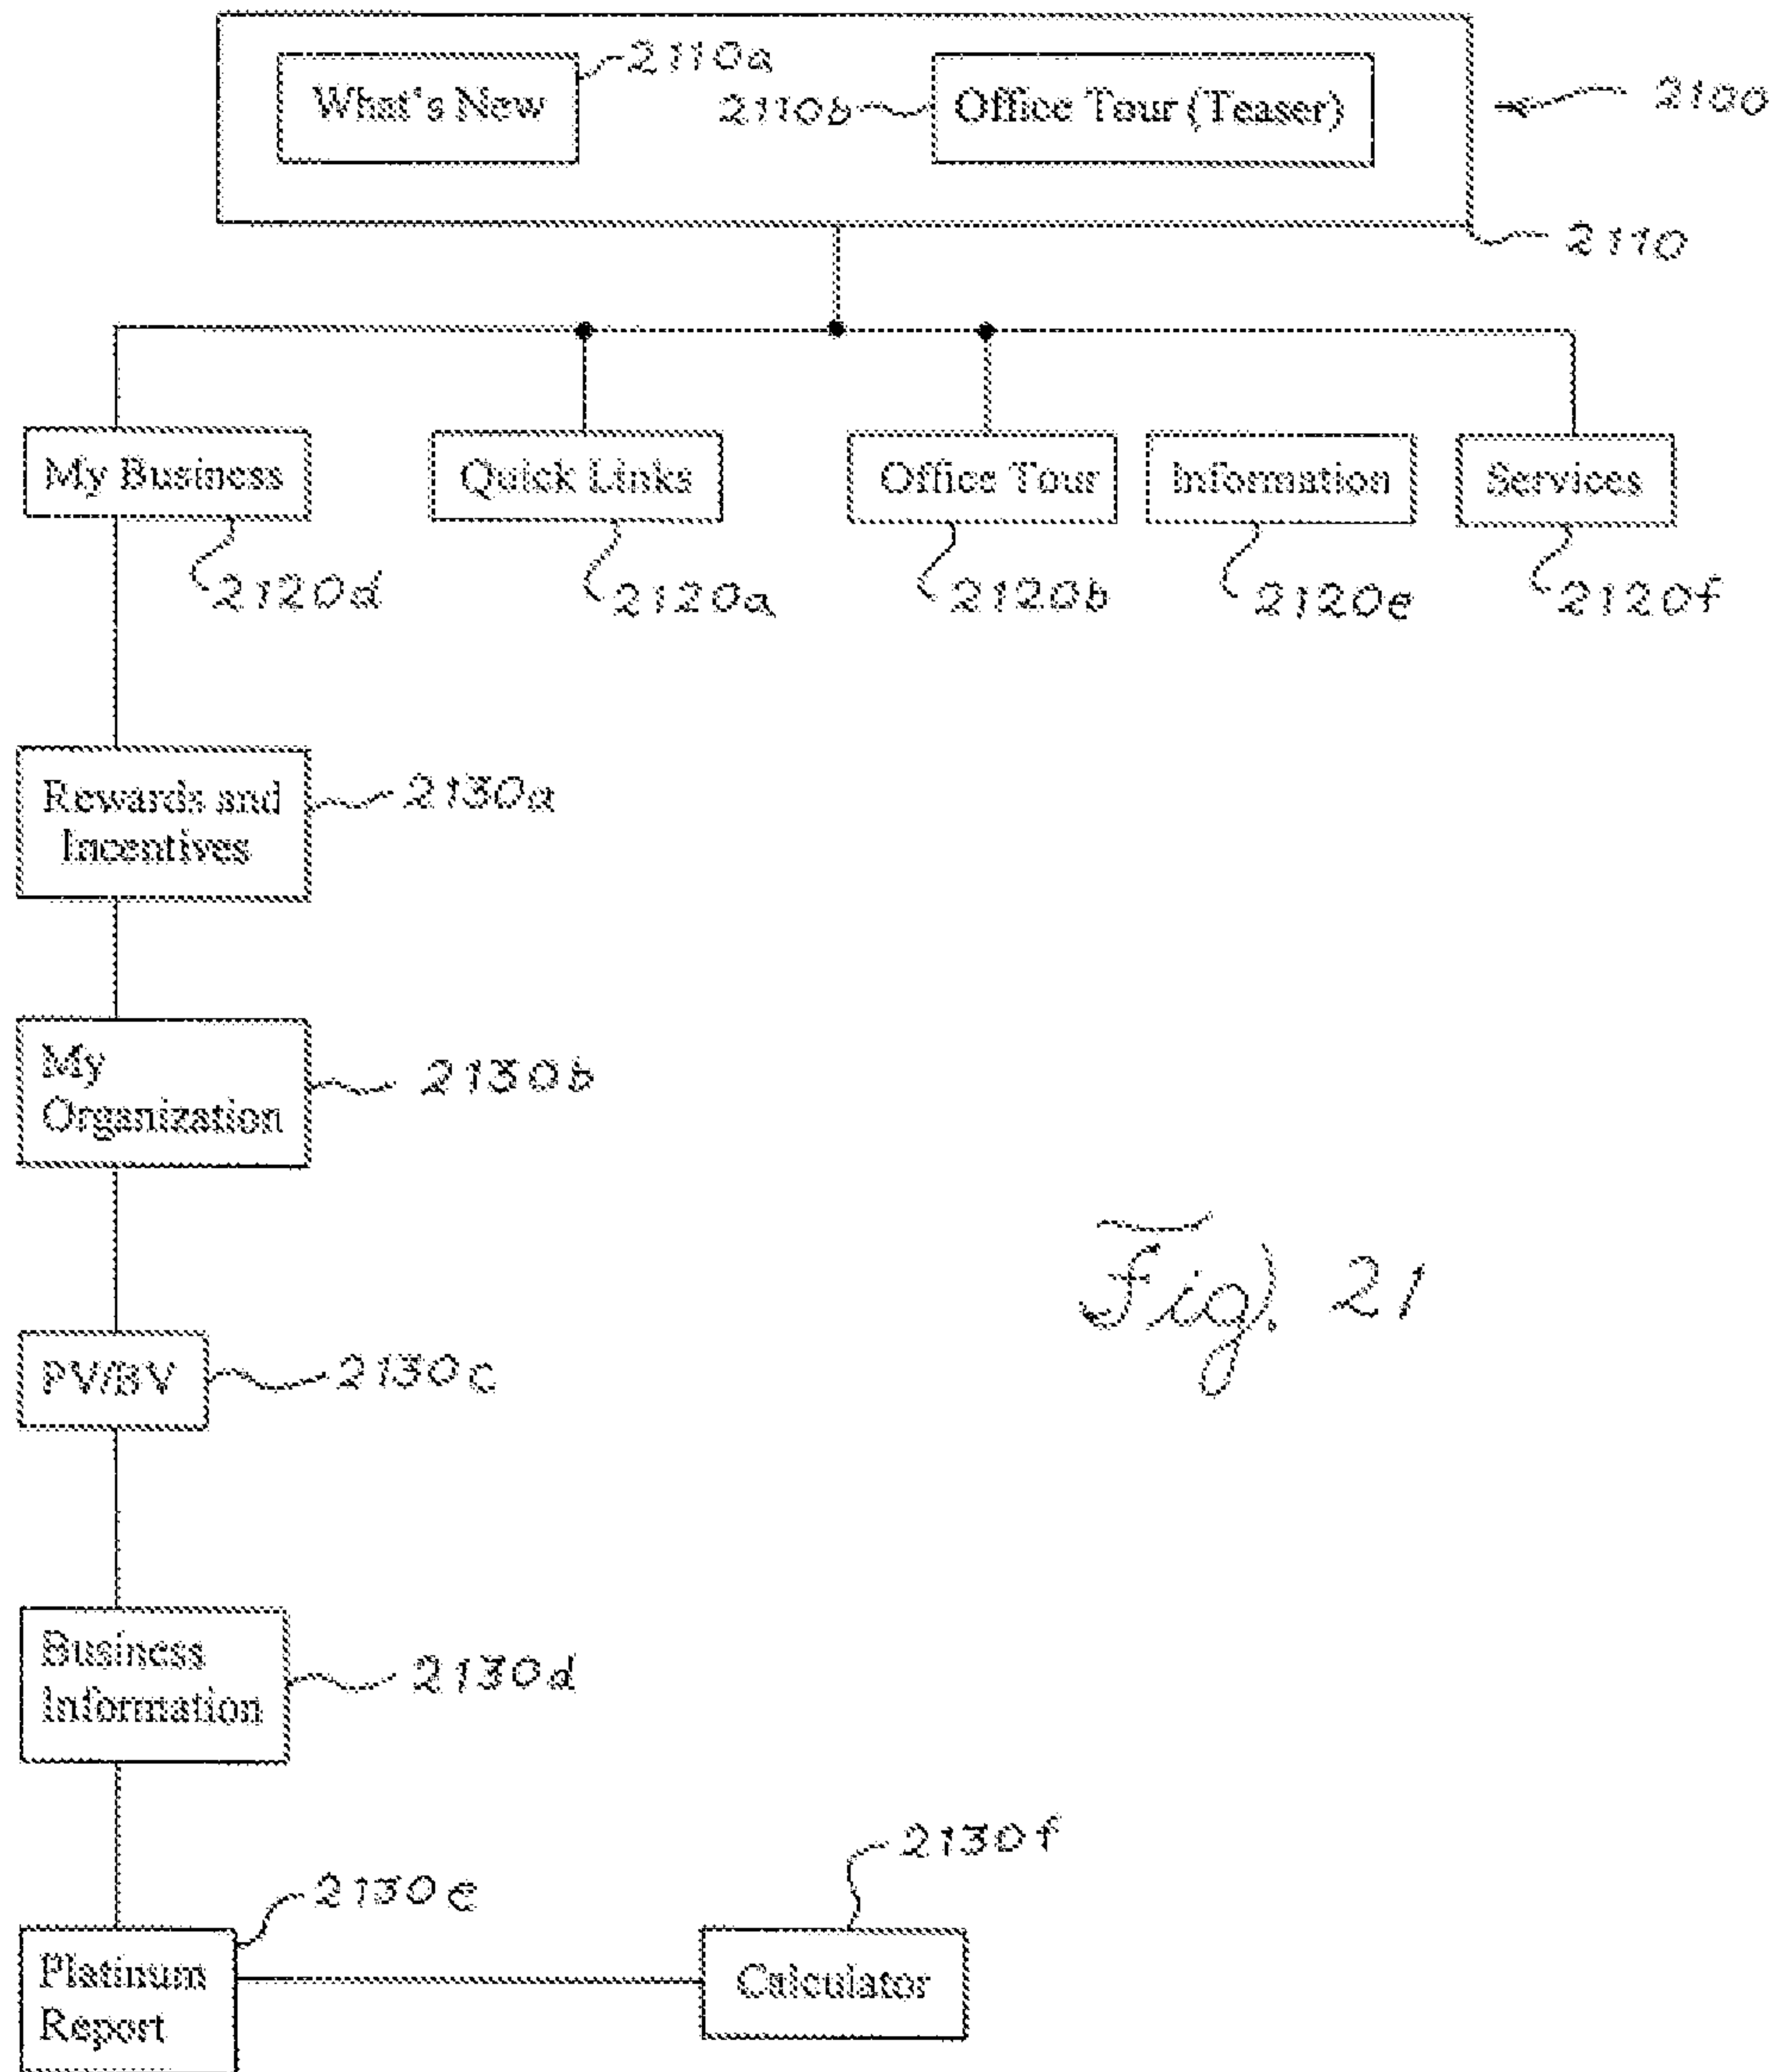 What's New
2110a
2110b
Office Tour (Teaser)
2100
2110
My Business
Quick Links
Office Tour
Information
Services
2120d
2120a
2120b
2120e
2120f
Rewards and
Incentives
2130a
My
Organization
2130b
PV/BV
2130c
Business
Information
2130d
Platinum
Report
2130e
Calculator
2130f
Fig. 21